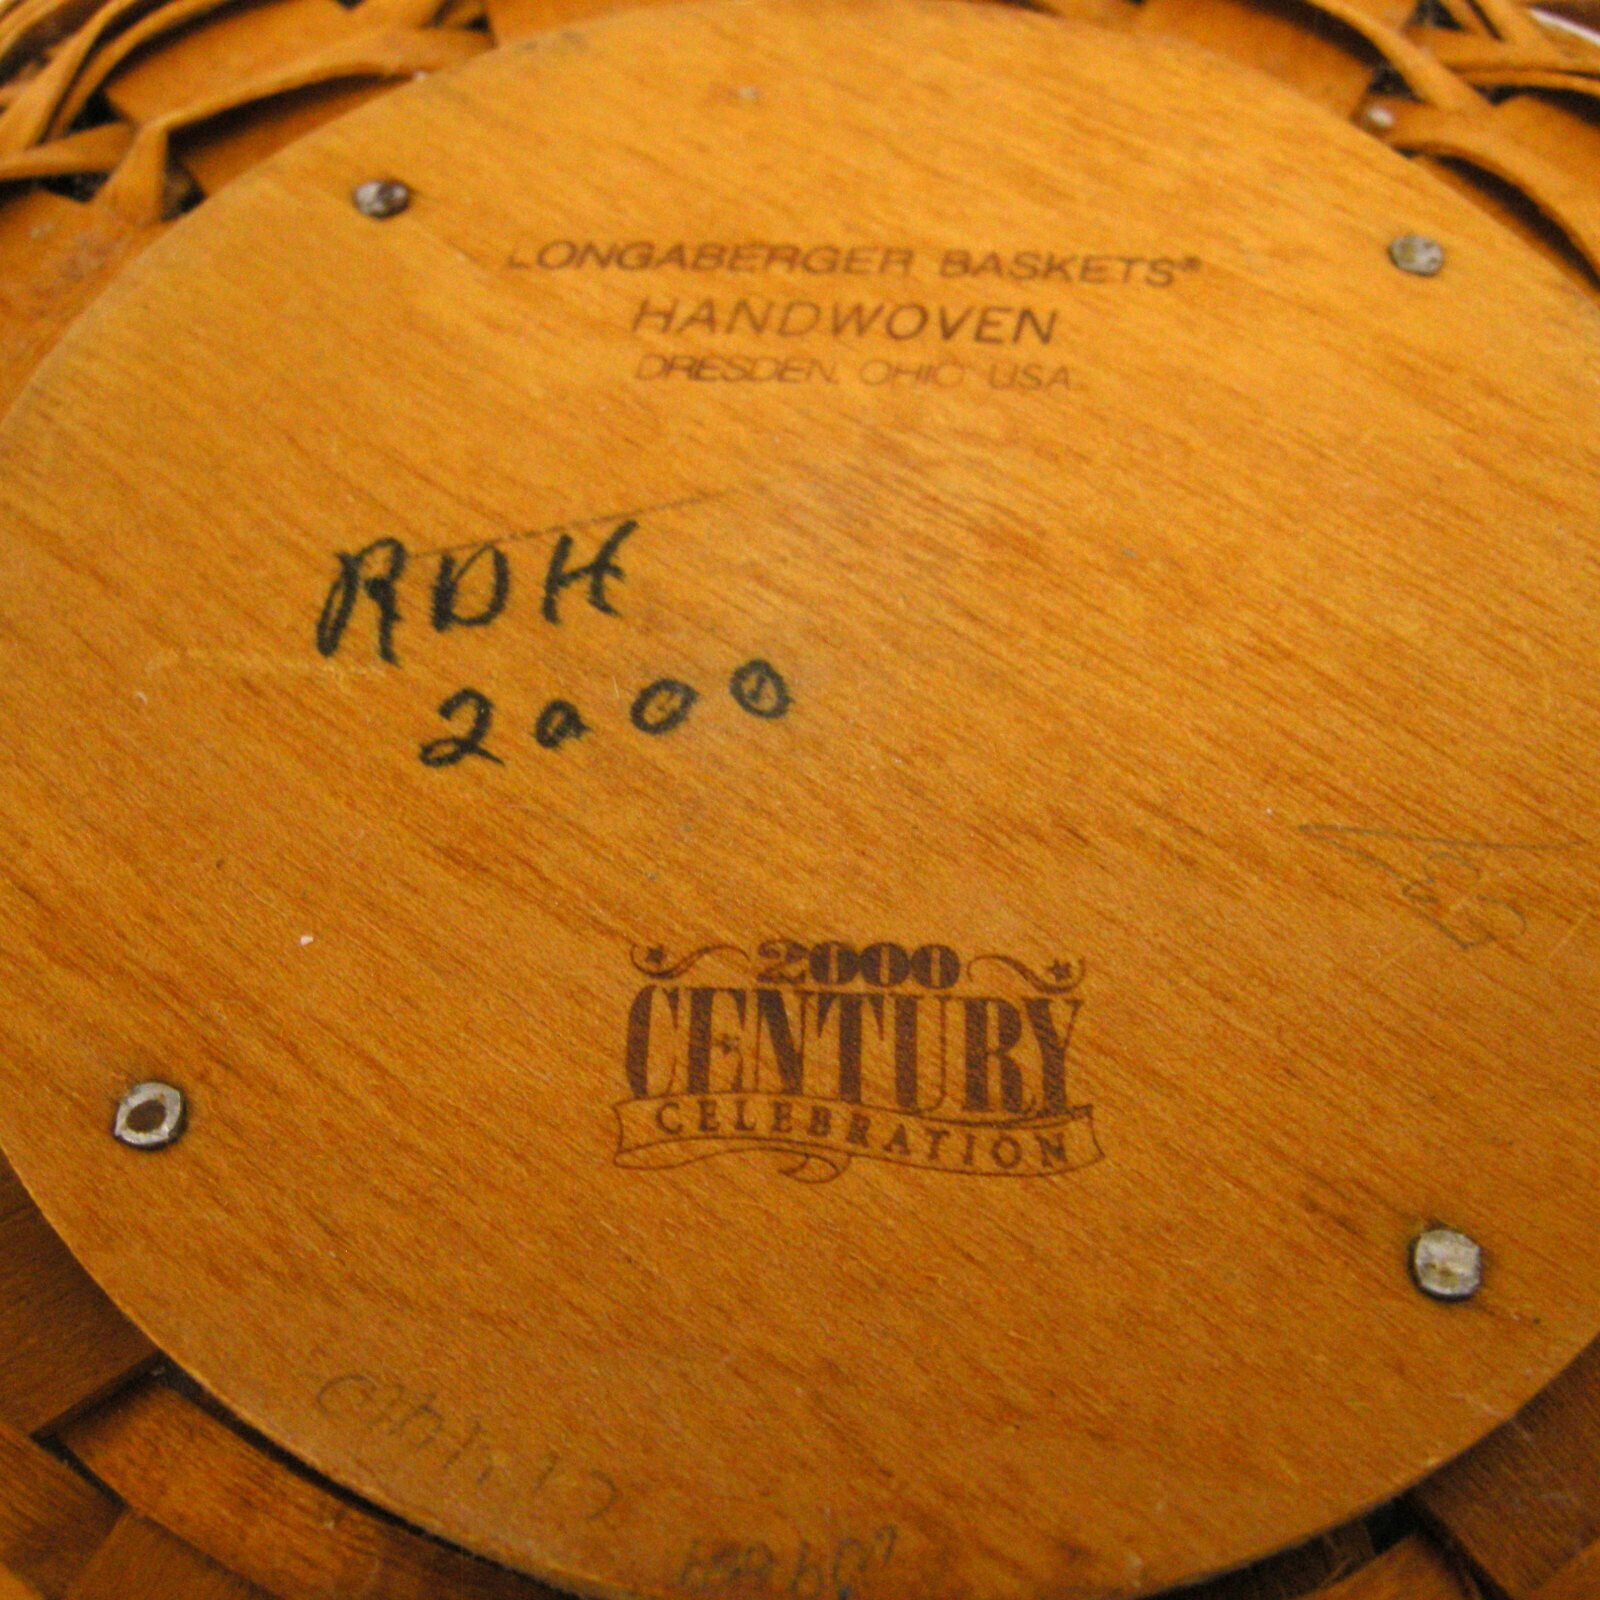 LONGABERGER BASKETS®
HANDWOVEN
DRESDEN, OHIO USA
RDH
2000
2000
CENTURY
CELEBRATION